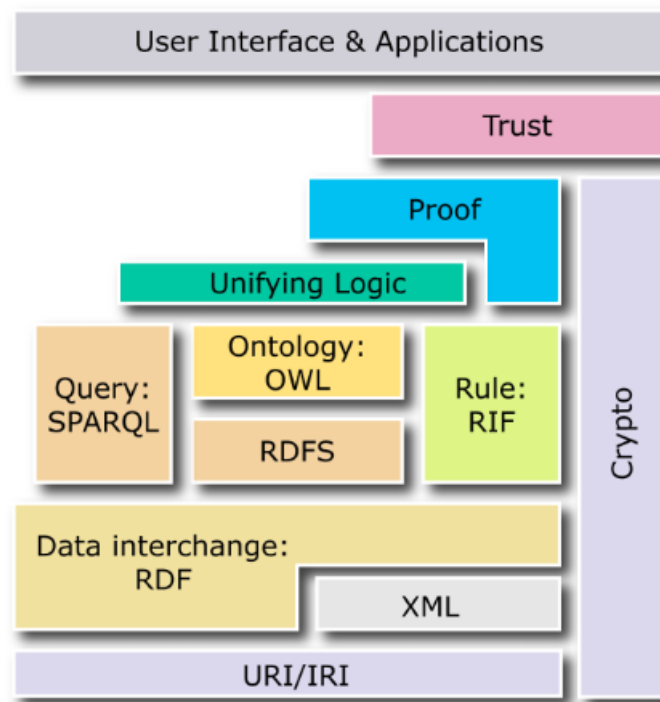 User Interface & Applications
Trust
Proof
Unifying Logic
Query:
SPARQL
Ontology:
OWL
RDFS
Rule:
RIF
Crypto
Data interchange:
RDF
XML
URI/IRI